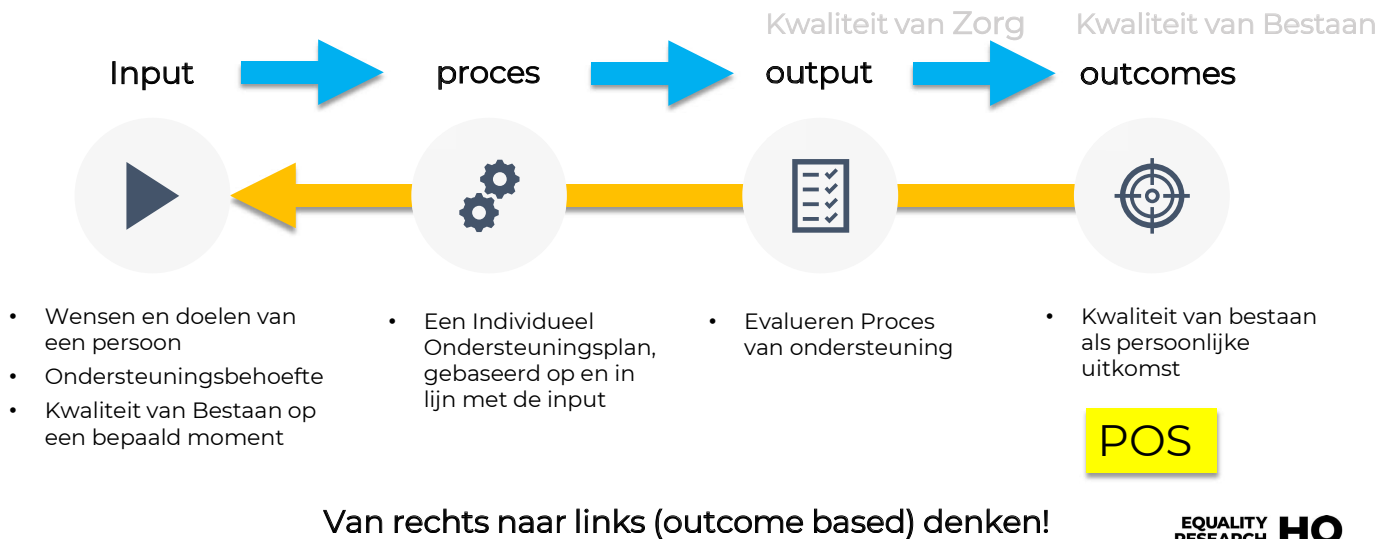 Kwaliteit van Zorg
Kwaliteit van Bestaan
Input
proces
output
outcomes
• Wensen en doelen van
een persoon
• Ondersteuningsbehoefte
• Kwaliteit van Bestaan op
een bepaald moment
• Een Individueel
Ondersteuningsplan,
gebaseerd op en in
lijn met de input
• Evalueren Proces
van ondersteuning
• Kwaliteit van bestaan
als persoonlijke
uitkomst
POS
Van rechts naar links (outcome based) denken!
EQUALITY
RESEARCH